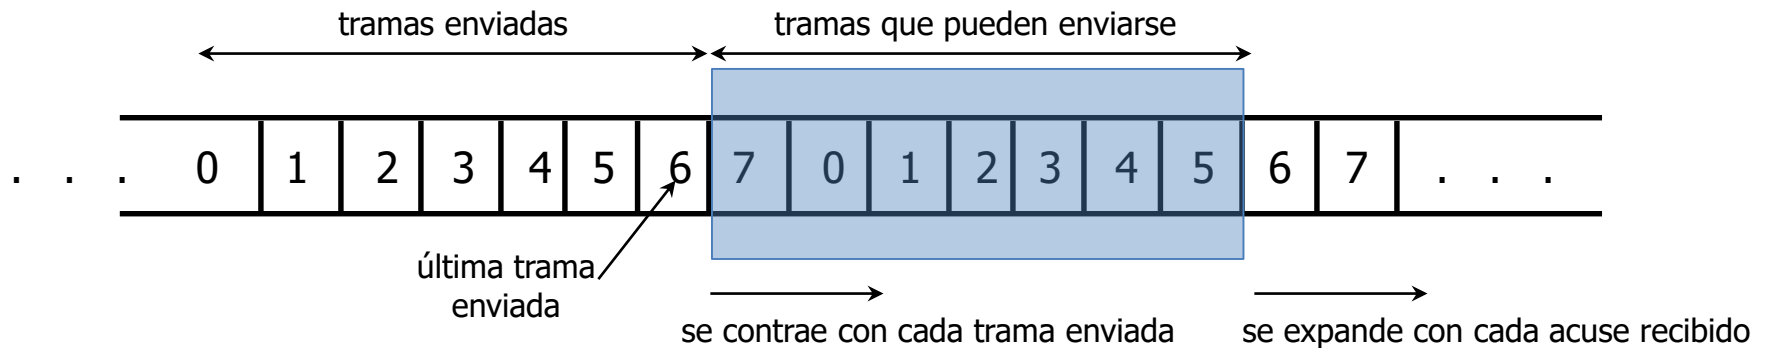 tramas enviadas tramas que pueden enviarse
. . . 0 1 2 3 4 5 6 7 0 1 2 3 4 5 6 7 . . .
última trama
enviada
se contrae con cada trama enviada se expande con cada acuse recibido